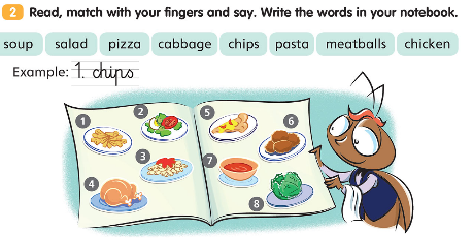 2 Read, match with your fingers and say. Write the words in your notebook.
soup salad pizza cabbage chips pasta meatballs chicken
Example: 1. chips
1
2
3
4
5
6
7
8